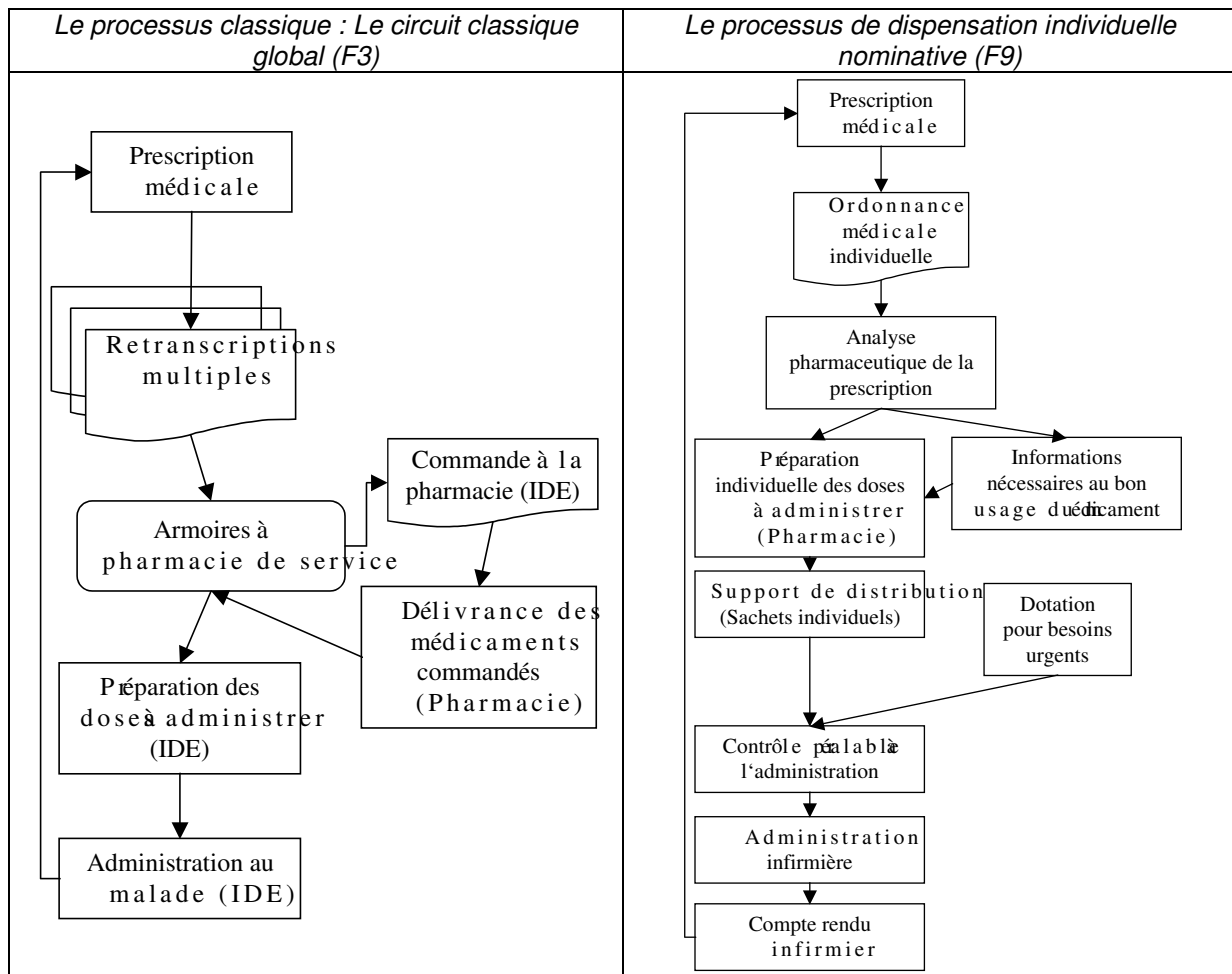 Le processus classique : Le circuit classique
global (F3)
Le processus de dispensation individuelle
nominative (F9)
Prescription
médicale
Retranscriptions
multiples
Commande à la
pharmacie (IDE)
Armoires à
pharmacie de service
Délivrance des
médicaments
commandés
(Pharmacie)
Préparation des
doses à administrer
(IDE)
Administration au
malade (IDE)
Prescription
médicale
Ordonnance
médicale
individuelle
Analyse
pharmaceutique de la
prescription
Préparation
individuelle des doses
à administrer
(Pharmacie)
Informations
nécessaires au bon
usage du médicament
Support de distribution
(Sachets individuels)
Dotation
pour besoins
urgents
Contrôle préalable à
l‘administration
Administration
infirmière
Compte rendu
infirmier